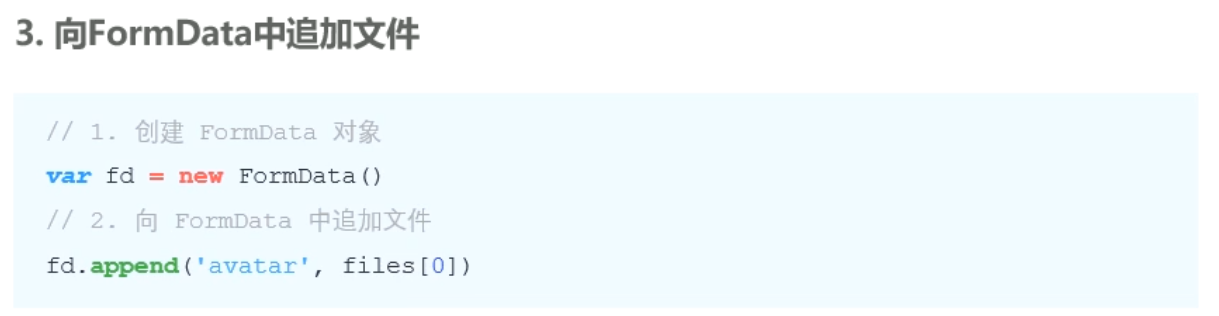 3. 向FormData中追加文件
// 1. 创建 FormData 对象
var fd = new FormData()
// 2. 向 FormData 中追加文件
fd.append('avatar', files[0])